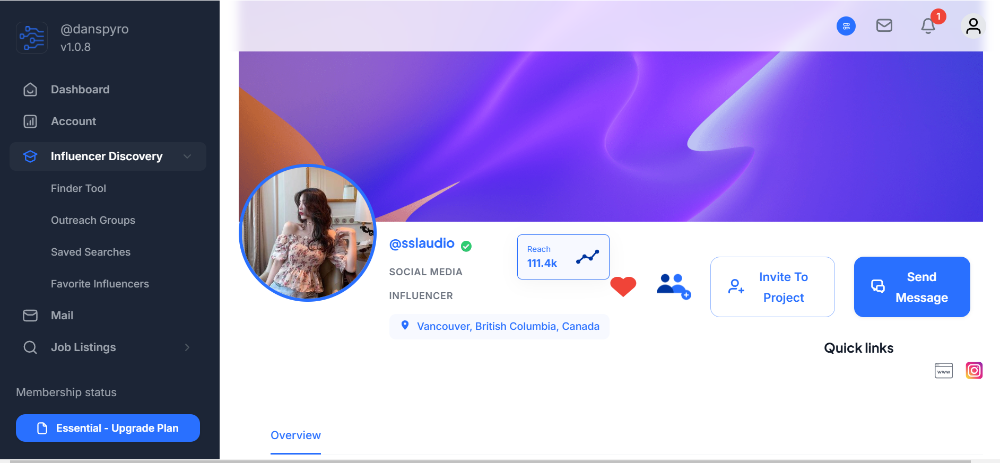 @danspyro
v1.0.8
Dashboard
Account
Influencer Discovery
Finder Tool
Outreach Groups
Saved Searches
Favorite Influencers
Mail
Job Listings
Membership status
Essential - Upgrade Plan
1
@sslaudio
SOCIAL MEDIA
INFLUENCER
Vancouver, British Columbia, Canada
Reach
111.4k
Invite To
Project
Send
Message
Quick links
www
Overview